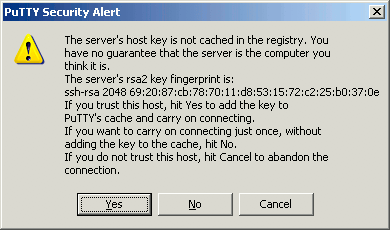 PuTTY Security Alert
The server's host key is not cached in the registry. You
have no guarantee that the server is the computer you
think it is.
The server's rsa2 key fingerprint is:
ssh-rsa 2048 69:20:87:cb:78:70:11:d8:53:15:72:c2:25:b0:37:0e
If you trust this host, hit Yes to add the key to
PuTTY's cache and carry on connecting.
If you want to carry on connecting just once, without
adding the key to the cache, hit No.
If you do not trust this host, hit Cancel to abandon the
connection.
Yes
No
Cancel